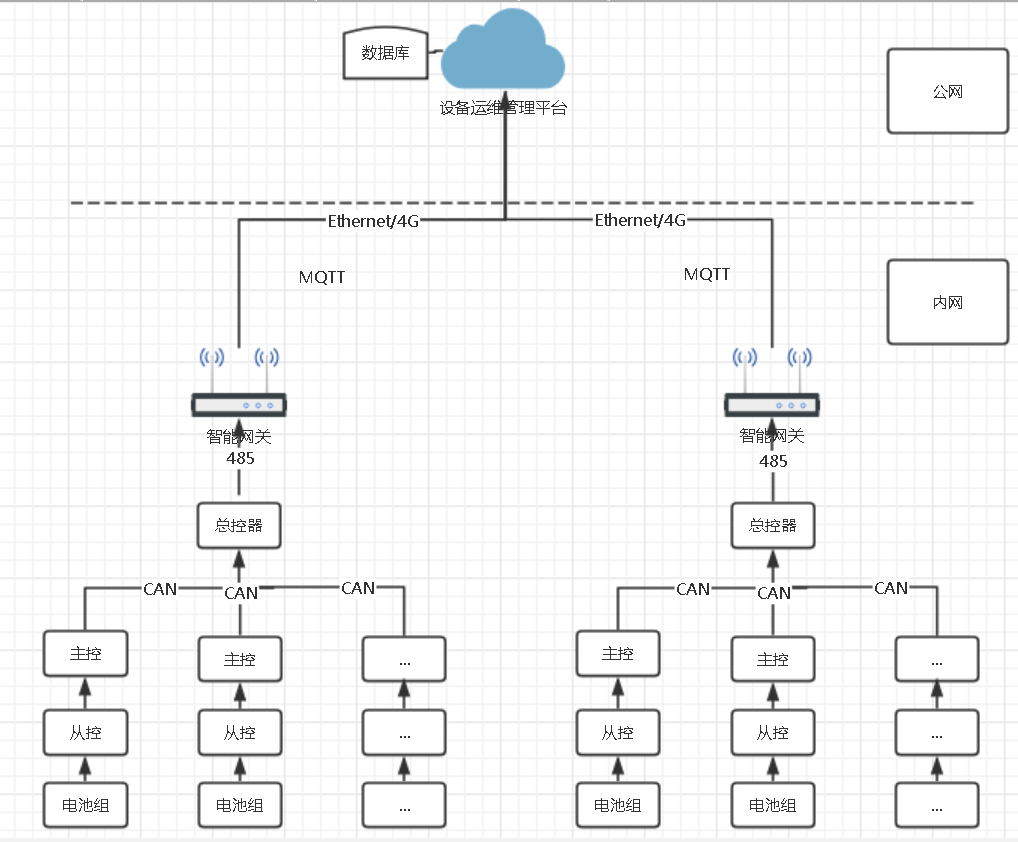 数据库
设备运维管理平台
公网
Ethernet/4G
Ethernet/4G
MQTT
MQTT
内网
智能网关
智能网关
485
485
总控器
总控器
CAN
CAN
CAN
CAN
CAN
CAN
主控
主控
...
主控
主控
...
从控
从控
...
从控
从控
...
电池组
电池组
...
电池组
电池组
...